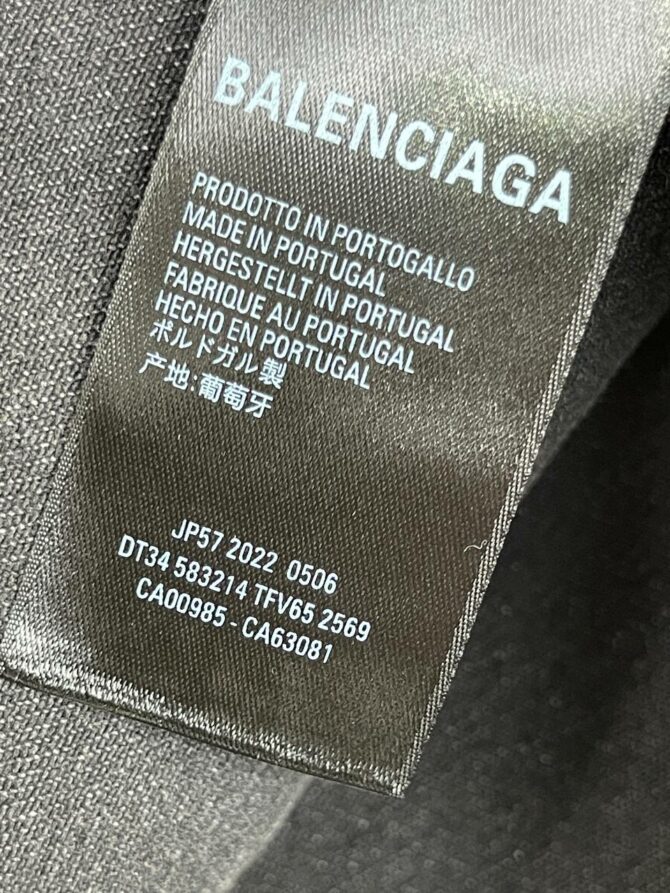 BALENCIAGA
PRODOTTO IN PORTOGALLO
MADE IN PORTUGAL
HERGESTELLT IN PORTUGAL
FABRIQUE AU PORTUGAL
HECHO EN PORTUGAL
ポルドガル製
产地:葡萄牙
JP57 2022 0506
DT34 583214 TFV65 2569
CA00985 - CA63081